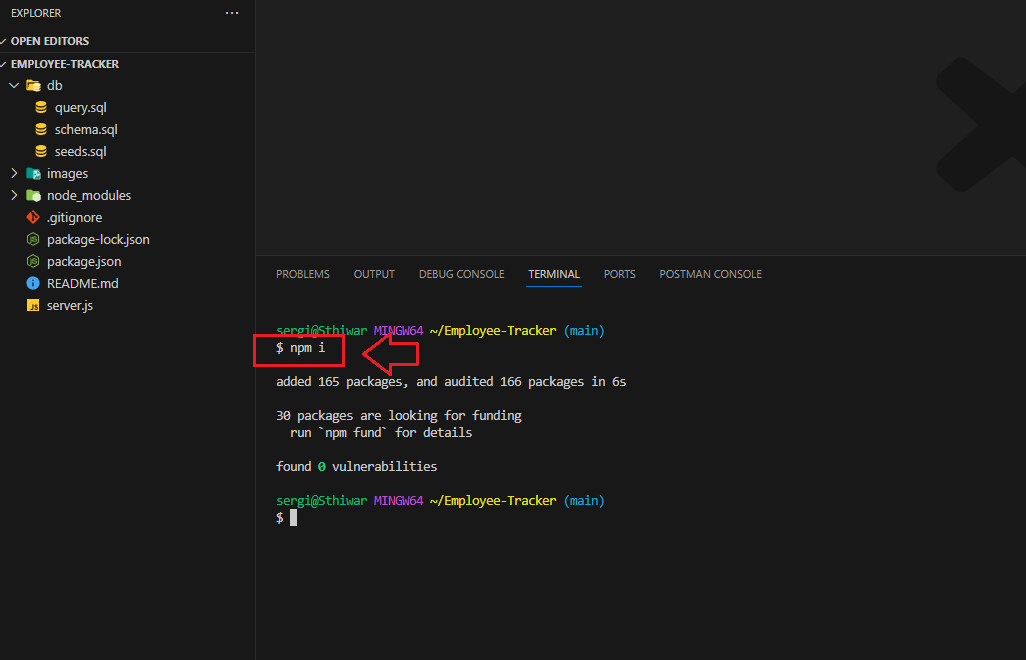 EXPLORER
OPEN EDITORS
EMPLOYEE-TRACKER
db
query.sql
schema.sql
seeds.sql
images
node_modules
.gitignore
package-lock.json
package.json
README.md
JS server.js
PROBLEMS OUTPUT DEBUG CONSOLE TERMINAL PORTS POSTMAN CONSOLE
sergi@Sthiwar MINGW64 ~/Employee-Tracker (main)
$ npm i
added 165 packages, and audited 166 packages in 6s
30 packages are looking for funding
run `npm fund` for details
found 0 vulnerabilities
sergi@Sthiwar MINGW64 ~/Employee-Tracker (main)
$